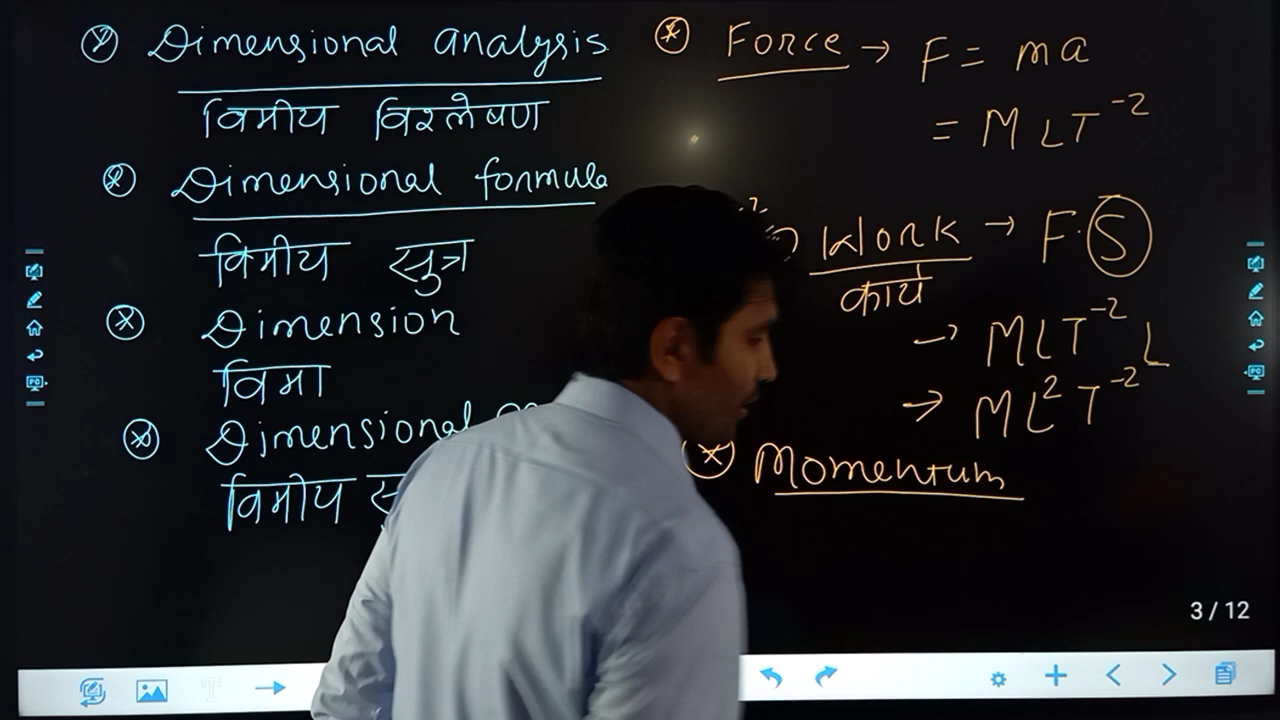 Dimensional analysis
विमीय विश्लेषण
Dimensional formula
विमीय सुत्र
Dimension
विमा
Dimensional
विमीय
Force → F = ma
= MLT⁻²
Work → F·S
कार्य
→ MLT⁻² L
→ ML²T⁻²
Momentum
3 / 12